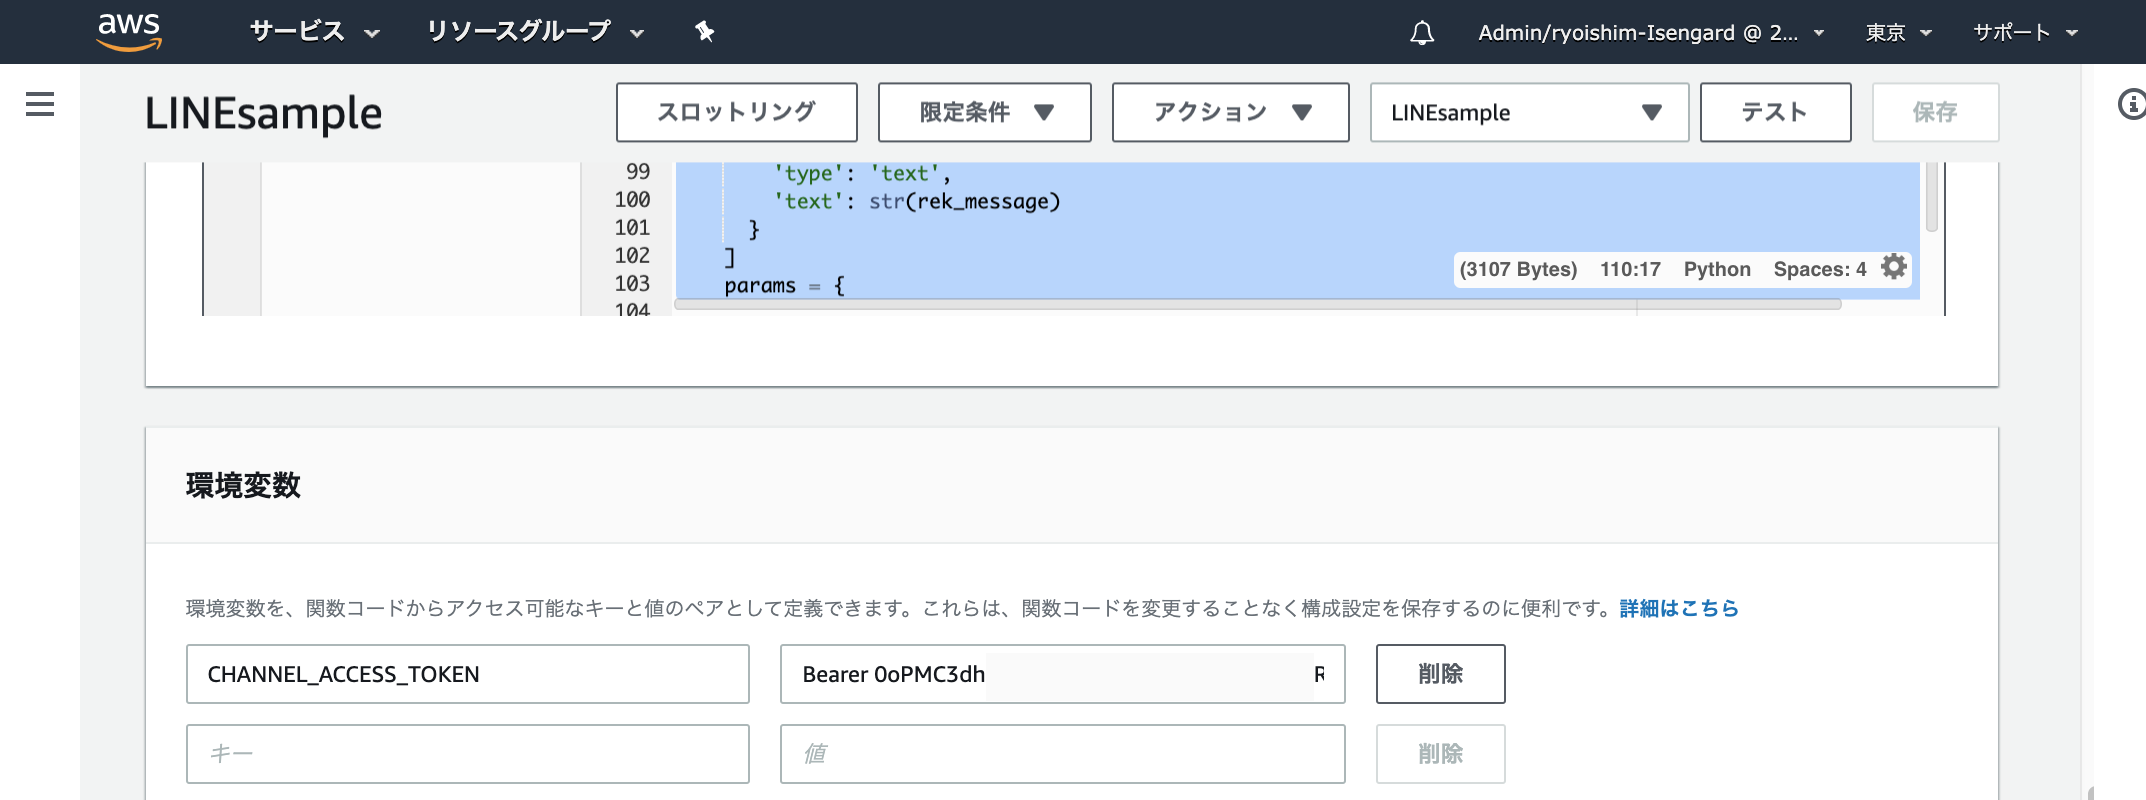 aws サービス リソースグループ Admin/ryoishim-Isengard @ 2... 東京 サポート
LINEsample スロットリング 限定条件 アクション LINEsample テスト 保存
99 'type': 'text',
100 'text': str(rek_message)
101 }
102 ]
(3107 Bytes) 110:17 Python Spaces: 4
103 params = {
104
環境変数
環境変数を、関数コードからアクセス可能なキーと値のペアとして定義できます。これらは、関数コードを変更することなく構成設定を保存するのに便利です。詳細はこちら
CHANNEL_ACCESS_TOKEN Bearer 0oPMC3dh R 削除
キー 値 削除